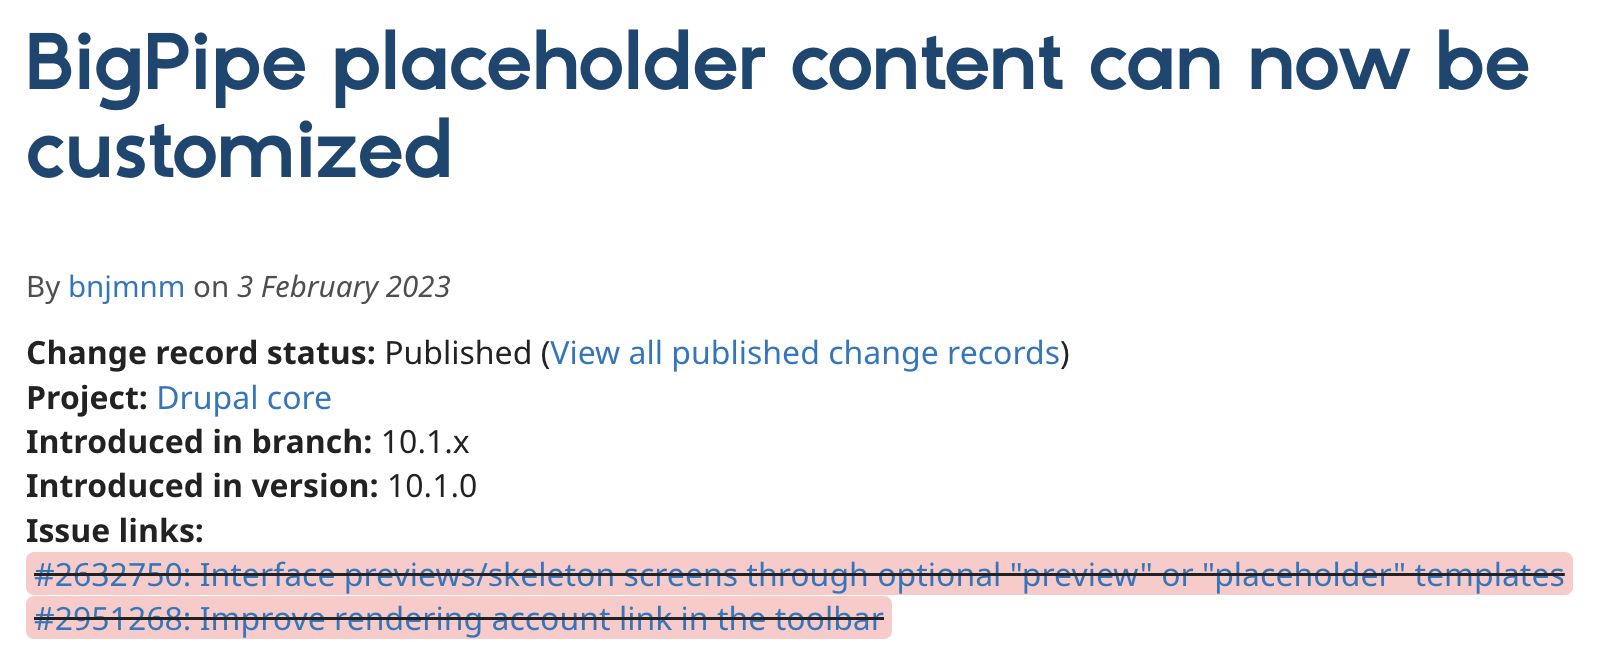 BigPipe placeholder content can now be
customized
By bnjmnm on 3 February 2023
Change record status: Published (View all published change records)
Project: Drupal core
Introduced in branch: 10.1.x
Introduced in version: 10.1.0
Issue links:
#2632750: Interface previews/skeleton screens through optional "preview" or "placeholder" templates
#2951268: Improve rendering account link in the toolbar